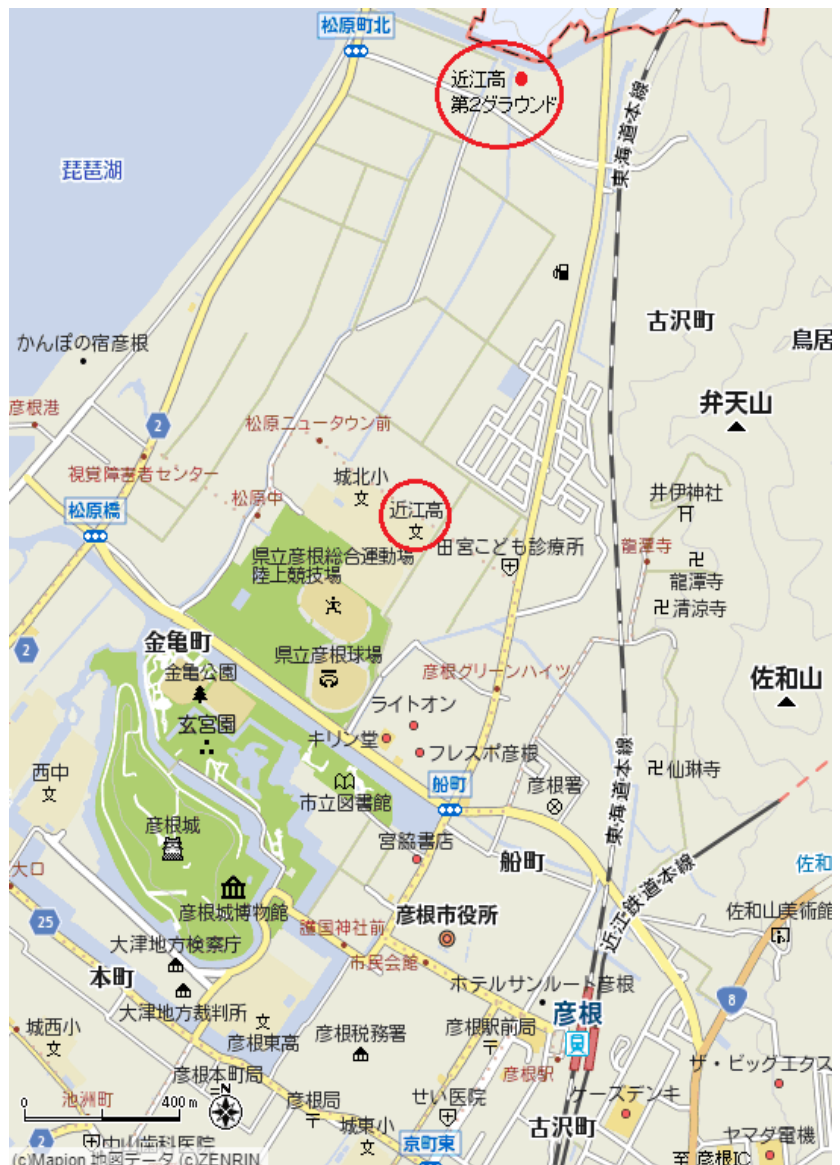 松原町北
近江高
第2グラウンド
東海道本線
琵琶湖
古沢町
鳥居
かんぽの宿彦根
弁天山
彦根港
2
松原ニュータウン前
視覚障害者センター
城北小
井伊神社
松原中
近江高
松原橋
田宮こども診療所
龍潭寺
県立彦根総合運動場
陸上競技場
龍潭寺
清涼寺
金亀町
2
県立彦根球場
彦根グリーンハイツ
佐和山
金亀公園
ライトオン
玄宮園
キリン堂
フレスポ彦根
仙琳寺
西中
市立図書館
船町
彦根署
東海道本線
彦根城
宮脇書店
船町
大口
佐和
近江鉄道本線
彦根城博物館
彦根市役所
佐和山美術館
25
護国神社前
大津地方検察庁
市民会館
本町
ホテルサンルート彦根
8
大津地方裁判所
彦根
城西小
彦根東高
彦根税務署
彦根駅前局
ザ・ビッグエクス
彦根本町局
彦根駅
0
400m
N
池洲町
彦根局
せい医院
ケーズデンキ
古沢町
2
中山歯科医院
城東小
京町東
ヤマダ電機
至 彦根IC
(c)Mapion 地図データ (c)ZENRIN